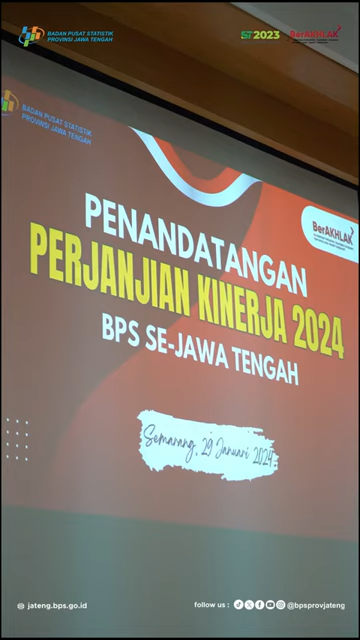 BADAN PUSAT STATISTIK
PROVINSI JAWA TENGAH
ST2023
BerAKHLAK
BADAN PUSAT STATISTIK
PROVINSI JAWA TENGAH
BerAKHLAK
PENANDATANGAN
PERJANJIAN KINERJA 2024
BPS SE-JAWA TENGAH
Semarang, 29 Januari 2024
jateng.bps.go.id
follow us :
@bpsprovjateng